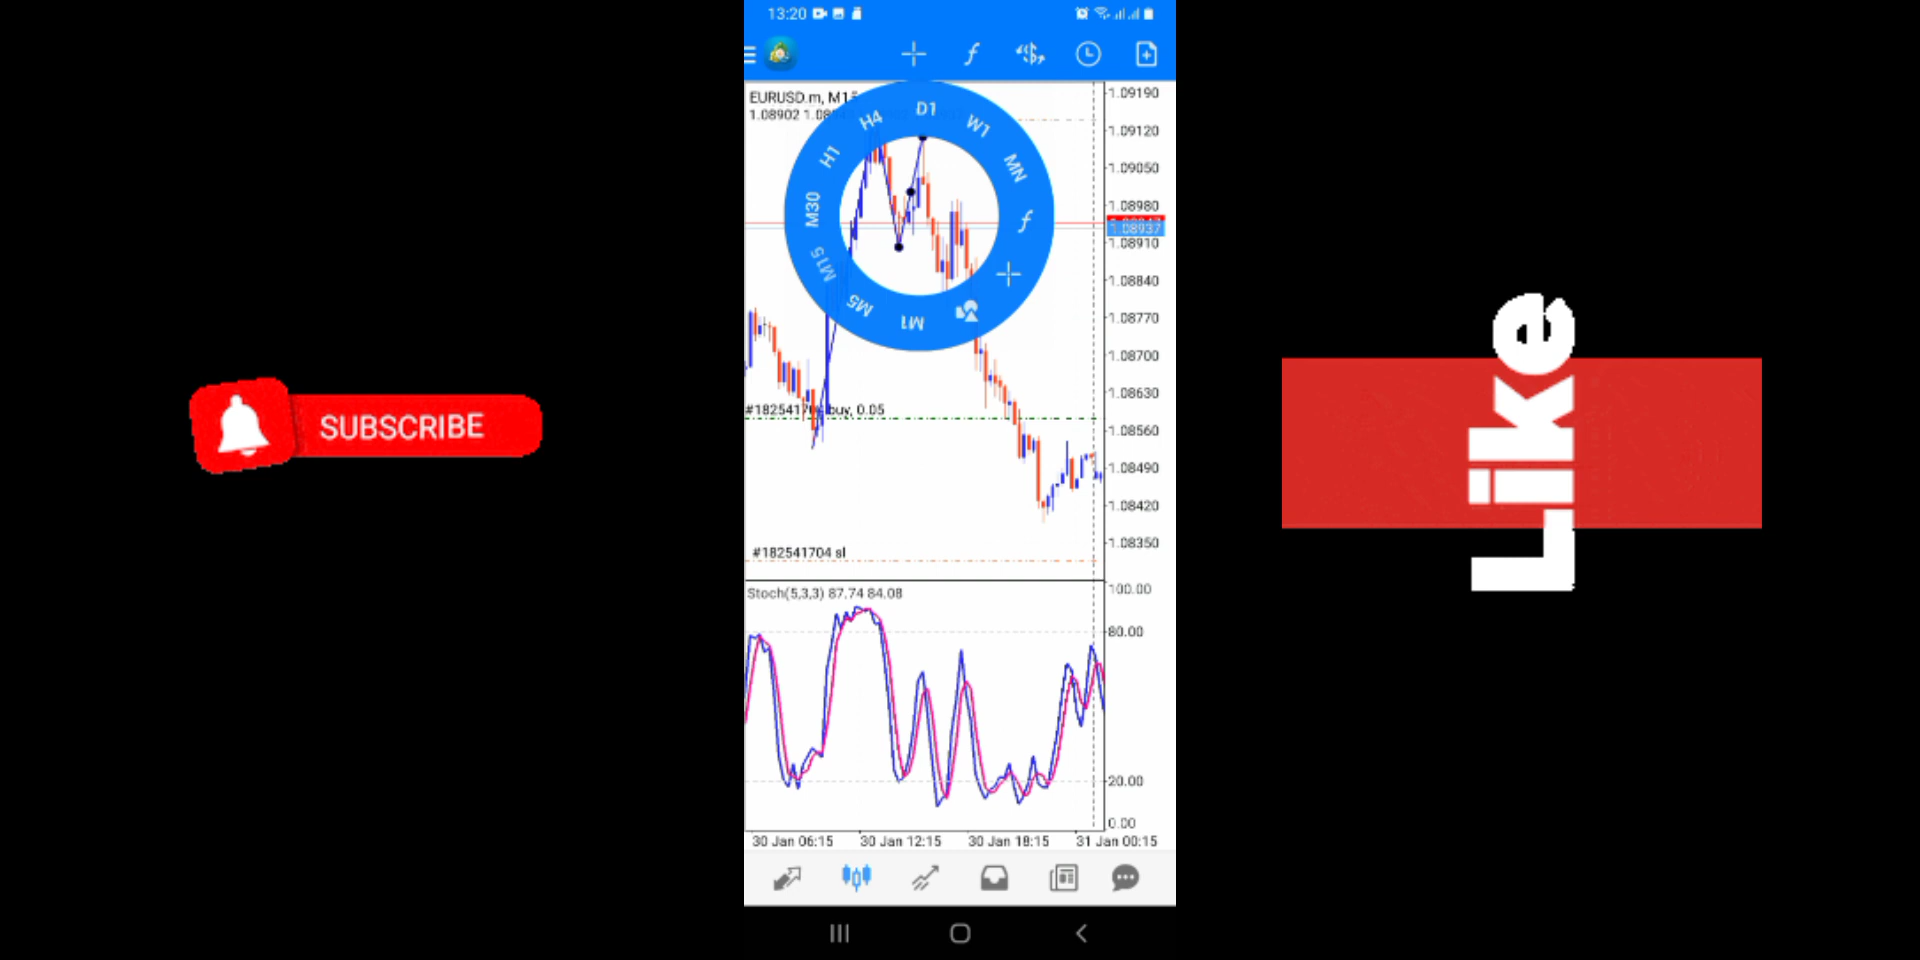 13:20
EURUSD.m, M15
1.08902 1.08
D1
H4
W1
H1
MN
M30
M15
M5
M1
1.09190
1.09120
1.09050
1.08980
1.08937
1.08910
1.08840
1.08770
1.08700
1.08630
1.08560
1.08490
1.08420
1.08350
buy, 0.05
#182541704 sl
Stoch(5,3,3) 87.74 84.08
100.00
80.00
20.00
0.00
30 Jan 06:15
30 Jan 12:15
30 Jan 18:15
31 Jan 00:15
SUBSCRIBE
Like